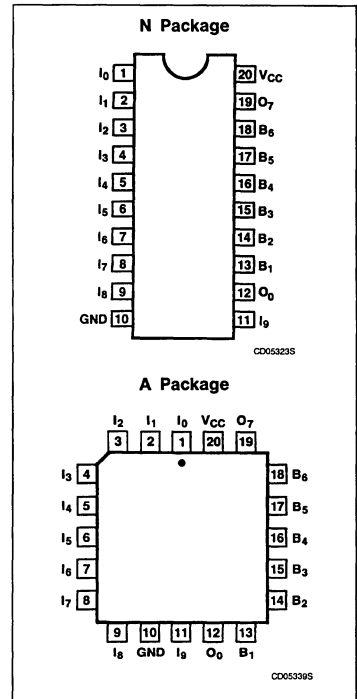 N Package
I0 1 20 VCC
I1 2 19 O7
I2 3 18 B6
I3 4 17 B5
I4 5 16 B4
I5 6 15 B3
I6 7 14 B2
I7 8 13 B1
I8 9 12 O0
GND 10 11 I9
CD05323S
A Package
I2 I1 I0 VCC O7
3 2 1 20 19
I3 4 18 B6
I4 5 17 B5
I5 6 16 B4
I6 7 15 B3
I7 8 14 B2
9 10 11 12 13
I8 GND I9 O0 B1
CD05339S